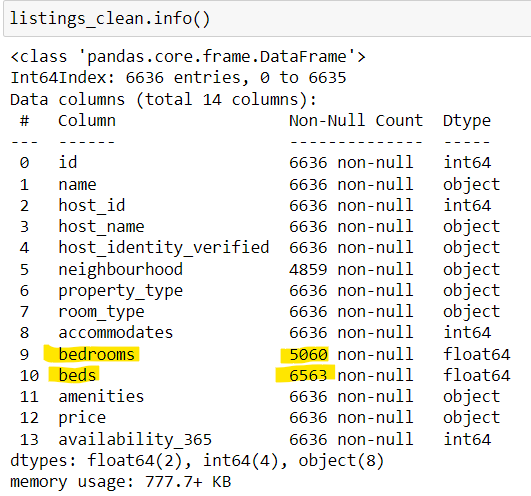 listings_clean.info()
<class 'pandas.core.frame.DataFrame'>
Int64Index: 6636 entries, 0 to 6635
Data columns (total 14 columns):
 #   Column                  Non-Null Count  Dtype
---  ------                  --------------  -----
 0   id                      6636 non-null   int64
 1   name                    6636 non-null   object
 2   host_id                 6636 non-null   int64
 3   host_name               6636 non-null   object
 4   host_identity_verified  6636 non-null   object
 5   neighbourhood           4859 non-null   object
 6   property_type           6636 non-null   object
 7   room_type               6636 non-null   object
 8   accommodates            6636 non-null   int64
 9   bedrooms                5060 non-null   float64
 10  beds                    6563 non-null   float64
 11  amenities               6636 non-null   object
 12  price                   6636 non-null   object
 13  availability_365        6636 non-null   int64
dtypes: float64(2), int64(4), object(8)
memory usage: 777.7+ KB